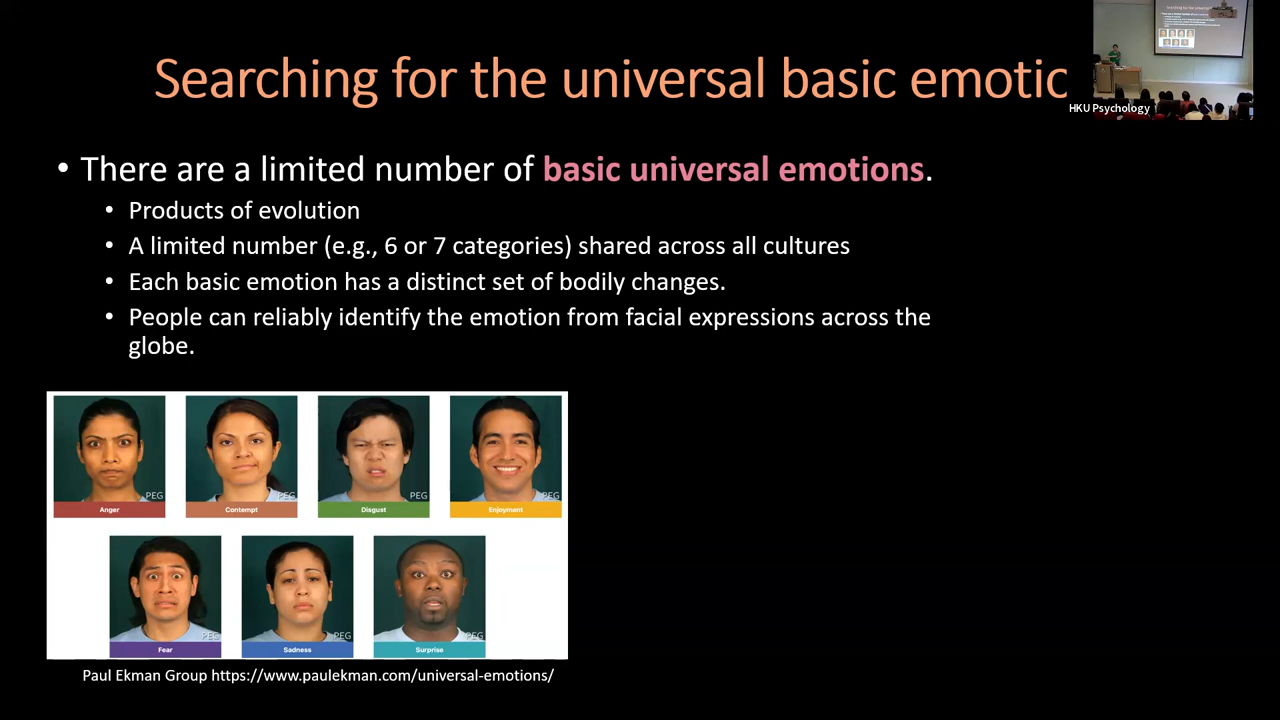 Searching for the universal basic emotic
HKU Psychology
• There are a limited number of basic universal emotions.
• Products of evolution
• A limited number (e.g., 6 or 7 categories) shared across all cultures
• Each basic emotion has a distinct set of bodily changes.
• People can reliably identify the emotion from facial expressions across the
globe.
PEG PEG PEG PEG
Anger Contempt Disgust Enjoyment
PEG PEG PEG
Fear Sadness Surprise
Paul Ekman Group https://www.paulekman.com/universal-emotions/